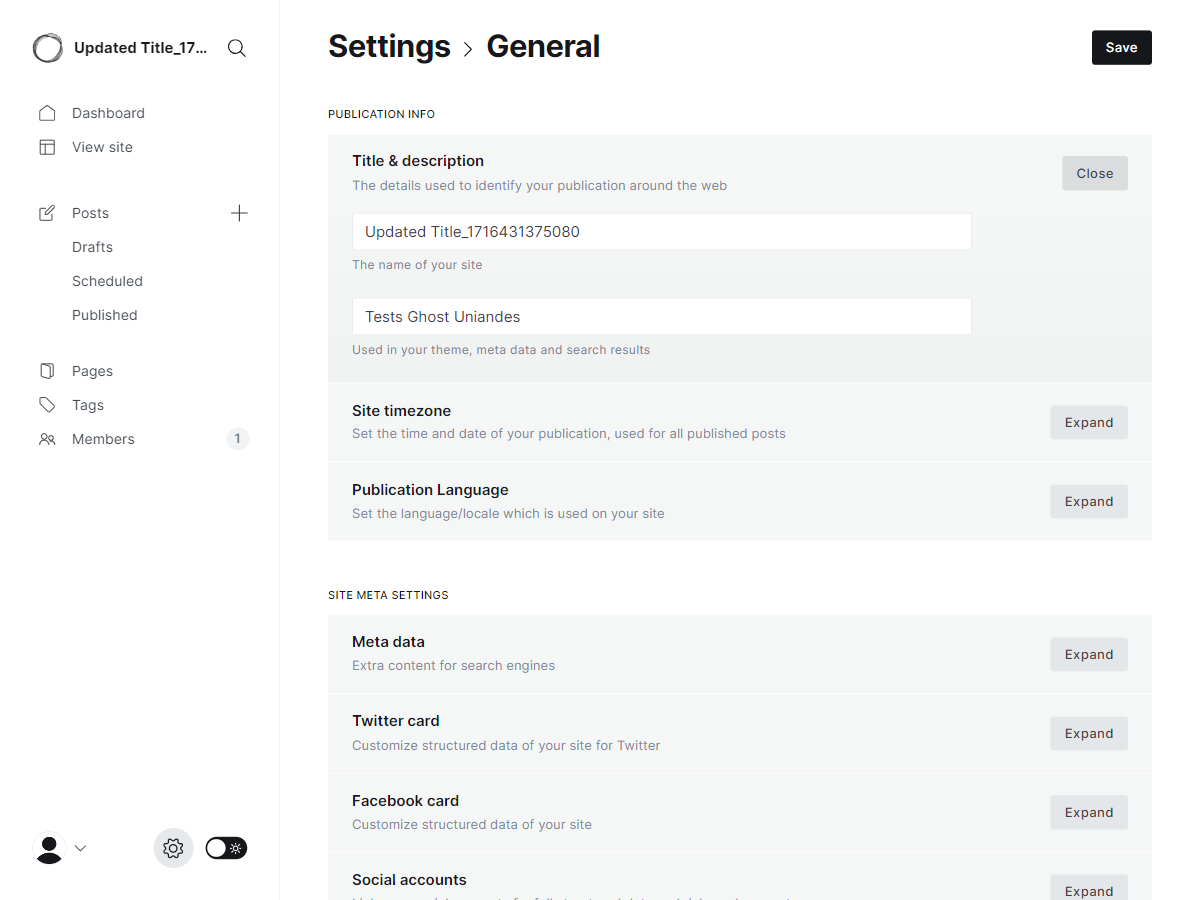 Updated Title_17...
Dashboard
View site
Posts
Drafts
Scheduled
Published
Pages
Tags
Members
1
Settings
General
Save
PUBLICATION INFO
Title & description
The details used to identify your publication around the web
Close
Updated Title_1716431375080
The name of your site
Tests Ghost Uniandes
Used in your theme, meta data and search results
Site timezone
Set the time and date of your publication, used for all published posts
Expand
Publication Language
Set the language/locale which is used on your site
Expand
SITE META SETTINGS
Meta data
Extra content for search engines
Expand
Twitter card
Customize structured data of your site for Twitter
Expand
Facebook card
Customize structured data of your site
Expand
Social accounts
Expand